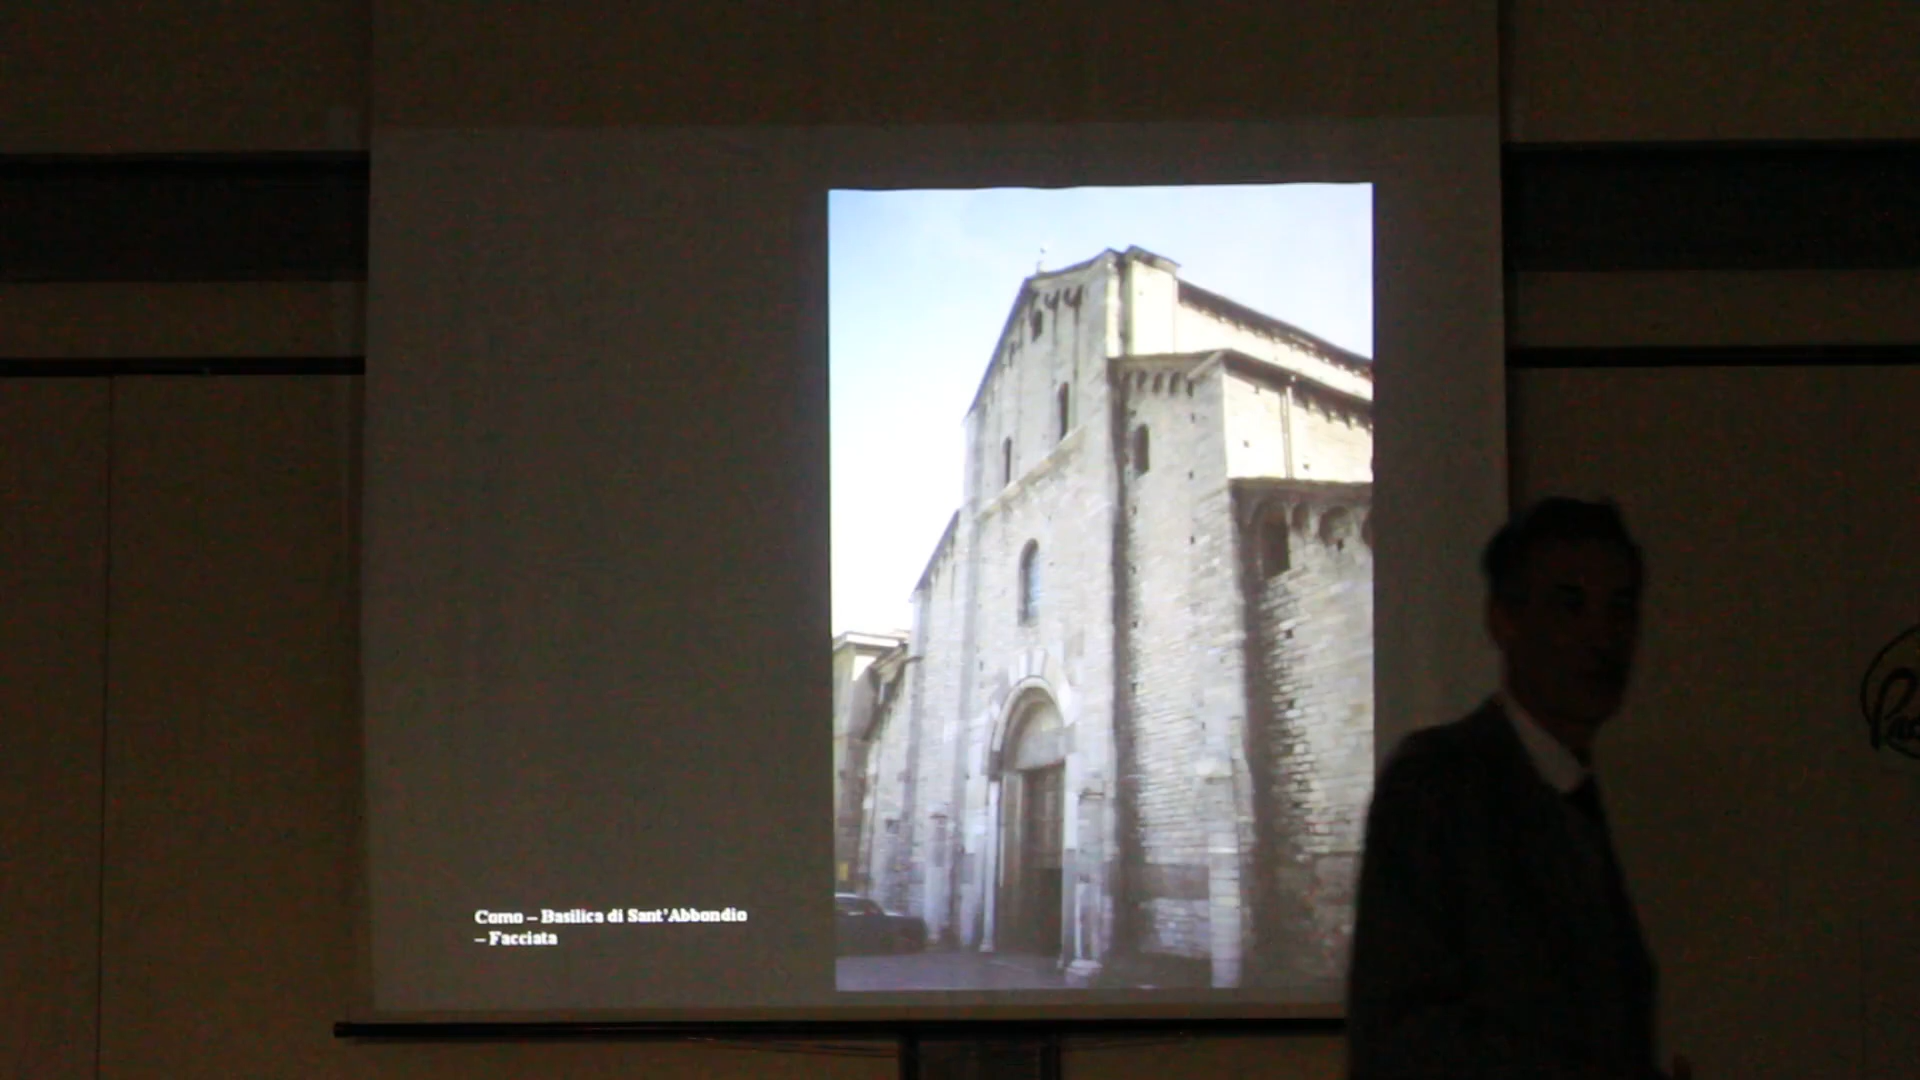 Como – Basilica di Sant'Abbondio
– Facciata